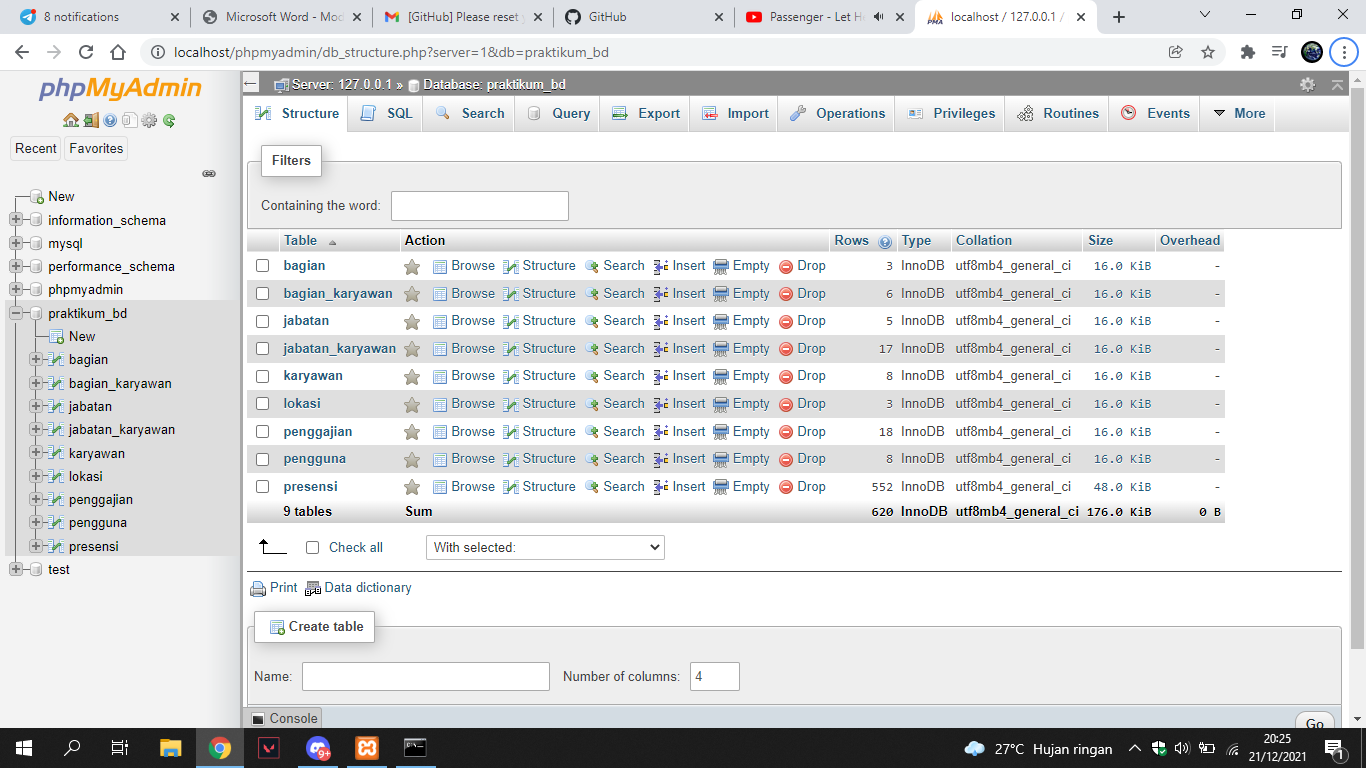 8 notifications
Microsoft Word - Mod
[GitHub] Please reset y
GitHub
Passenger - Let He
localhost / 127.0.0.1 /
localhost/phpmyadmin/db_structure.php?server=1&db=praktikum_bd
phpMyAdmin
Recent Favorites
New
information_schema
mysql
performance_schema
phpmyadmin
praktikum_bd
New
bagian
bagian_karyawan
jabatan
jabatan_karyawan
karyawan
lokasi
penggajian
pengguna
presensi
test
Server: 127.0.0.1 » Database: praktikum_bd
Structure SQL Search Query Export Import Operations Privileges Routines Events More
Filters
Containing the word:
Table Action Rows Type Collation Size Overhead
bagian Browse Structure Search Insert Empty Drop 3 InnoDB utf8mb4_general_ci 16.0 KiB -
bagian_karyawan Browse Structure Search Insert Empty Drop 6 InnoDB utf8mb4_general_ci 16.0 KiB -
jabatan Browse Structure Search Insert Empty Drop 5 InnoDB utf8mb4_general_ci 16.0 KiB -
jabatan_karyawan Browse Structure Search Insert Empty Drop 17 InnoDB utf8mb4_general_ci 16.0 KiB -
karyawan Browse Structure Search Insert Empty Drop 8 InnoDB utf8mb4_general_ci 16.0 KiB -
lokasi Browse Structure Search Insert Empty Drop 3 InnoDB utf8mb4_general_ci 16.0 KiB -
penggajian Browse Structure Search Insert Empty Drop 18 InnoDB utf8mb4_general_ci 16.0 KiB -
pengguna Browse Structure Search Insert Empty Drop 8 InnoDB utf8mb4_general_ci 16.0 KiB -
presensi Browse Structure Search Insert Empty Drop 552 InnoDB utf8mb4_general_ci 48.0 KiB -
9 tables Sum 620 InnoDB utf8mb4_general_ci 176.0 KiB 0 B
Check all With selected:
Print Data dictionary
Create table
Name: Number of columns: 4
Console
Go
27°C Hujan ringan
20:25
21/12/2021
9+
1